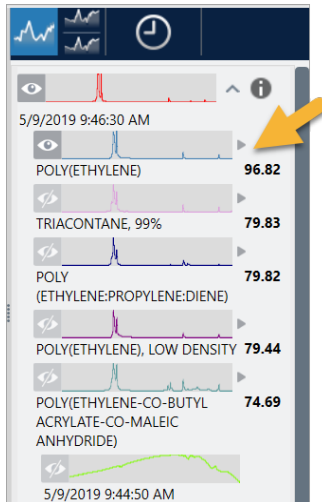 5/9/2019 9:46:30 AM
POLY(ETHYLENE) 96.82
TRIACONTANE, 99% 79.83
POLY 79.82
(ETHYLENE:PROPYLENE:DIENE)
POLY(ETHYLENE), LOW DENSITY 79.44
POLY(ETHYLENE-CO-BUTYL 74.69
ACRYLATE-CO-MALEIC
ANHYDRIDE)
5/9/2019 9:44:50 AM